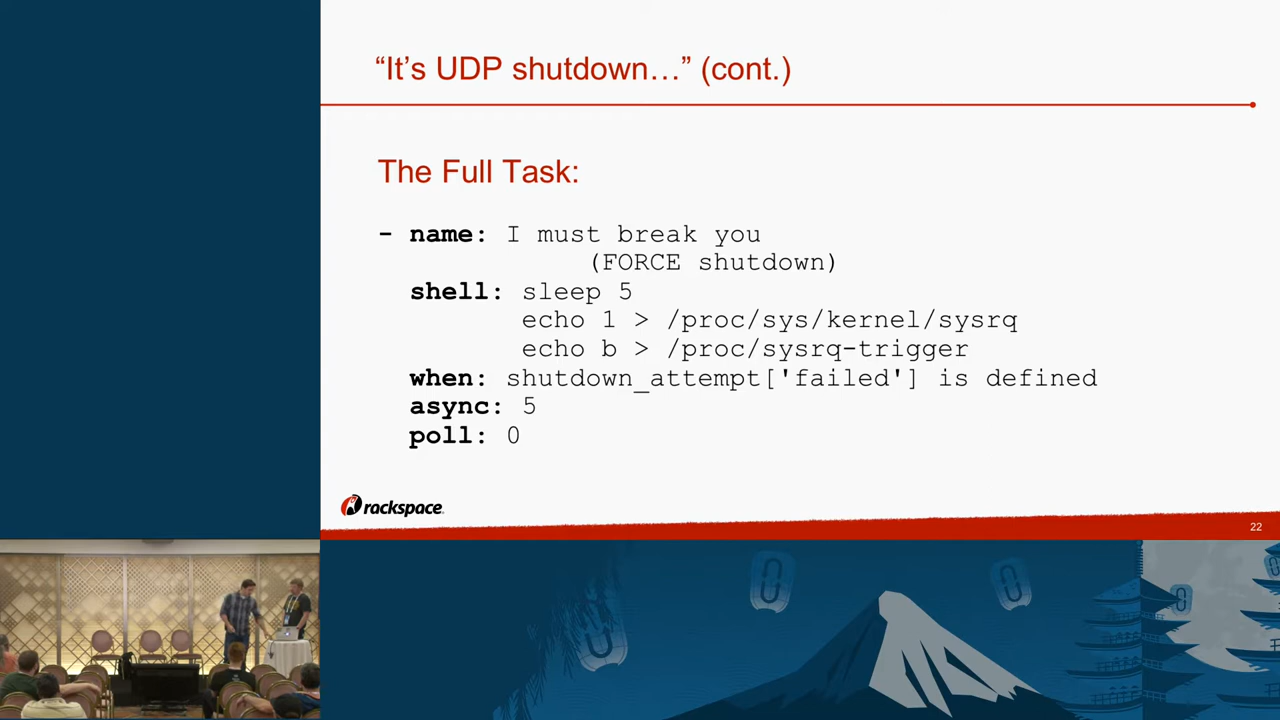 “It’s UDP shutdown…” (cont.)
The Full Task:
- name: I must break you
(FORCE shutdown)
shell: sleep 5
echo 1 > /proc/sys/kernel/sysrq
echo b > /proc/sysrq-trigger
when: shutdown_attempt['failed'] is defined
async: 5
poll: 0
rackspace.
22